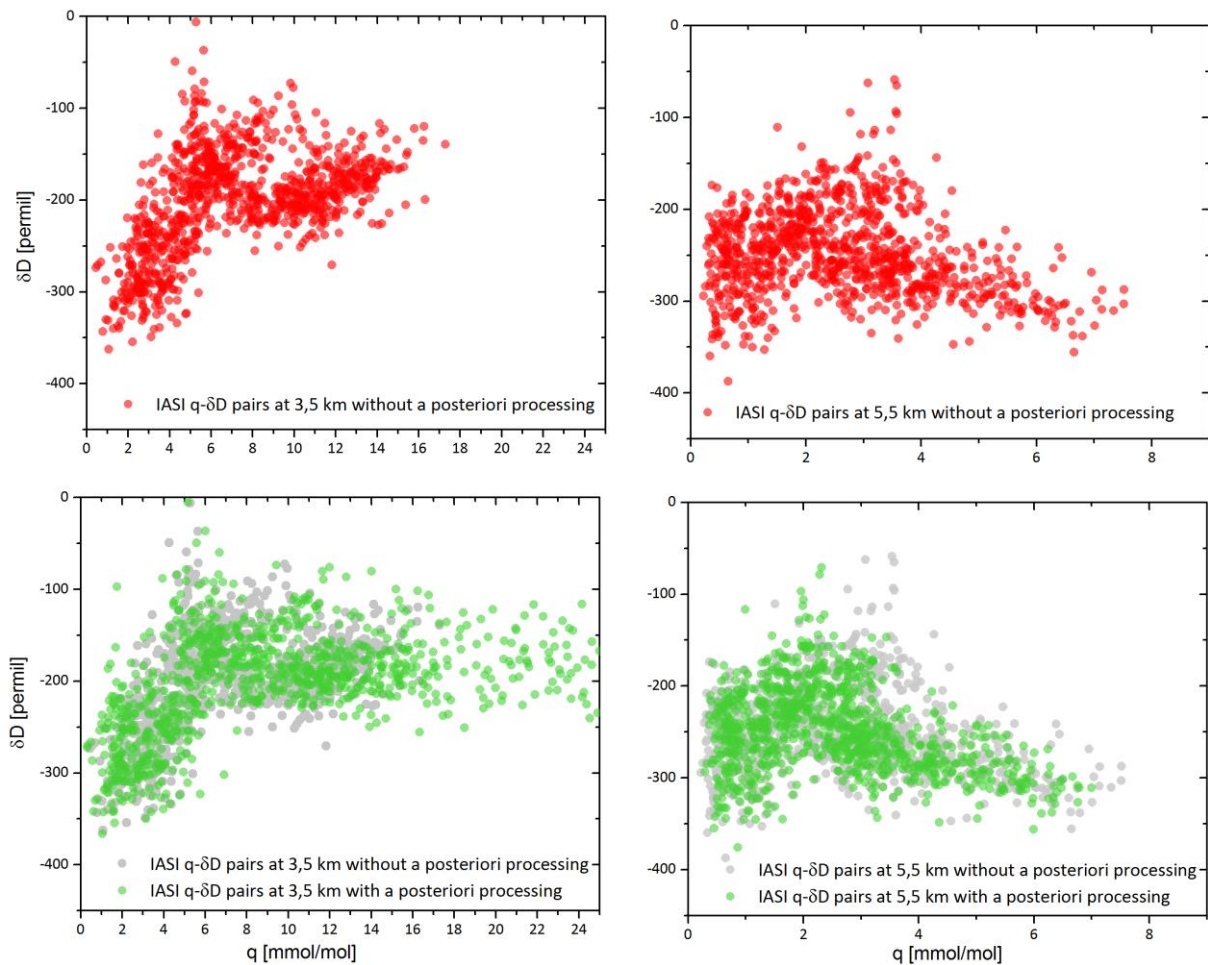 0
-100
-200
-300
-400
δD [permil]
IASI q-δD pairs at 3,5 km without a posteriori processing
0 2 4 6 8 10 12 14 16 18 20 22 24
0
-100
-200
-300
-400
IASI q-δD pairs at 5,5 km without a posteriori processing
2 4 6 8
0
-100
-200
-300
-400
δD [permil]
IASI q-δD pairs at 3,5 km without a posteriori processing
IASI q-δD pairs at 3,5 km with a posteriori processing
2 4 6 8 10 12 14 16 18 20 22 24
q [mmol/mol]
0
-100
-200
-300
-400
IASI q-δD pairs at 5,5 km without a posteriori processing
IASI q-δD pairs at 5,5 km with a posteriori processing
2 4 6 8
q [mmol/mol]